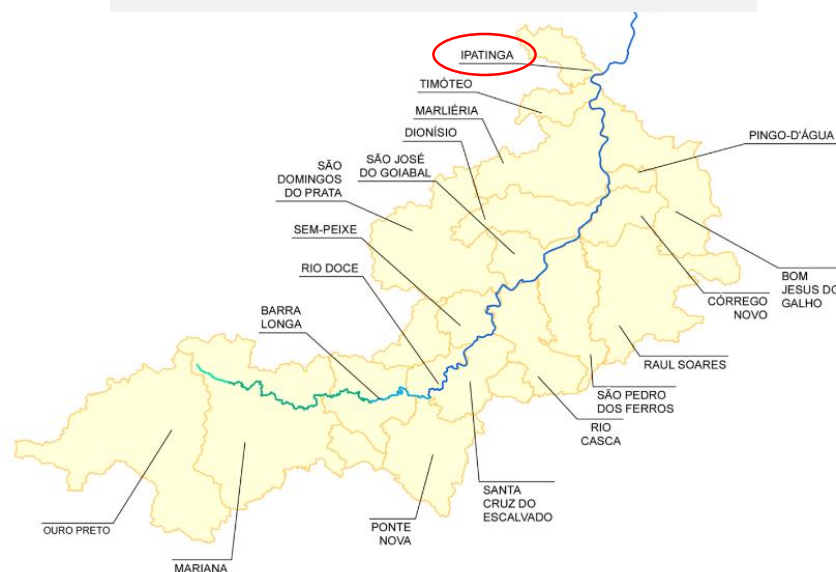 IPATINGA
TIMÓTEO
MARLIÉRIA
DIONÍSIO
PINGO-D'ÁGUA
SÃO JOSÉ
DO GOIABAL
SÃO
DOMINGOS
DO PRATA
SEM-PEIXE
RIO DOCE
BARRA
LONGA
BOM
JESUS DO
GALHO
CÓRREGO
NOVO
RAUL SOARES
SÃO PEDRO
DOS FERROS
RIO
CASCA
SANTA
CRUZ DO
ESCALVADO
PONTE
NOVA
OURO PRETO
MARIANA